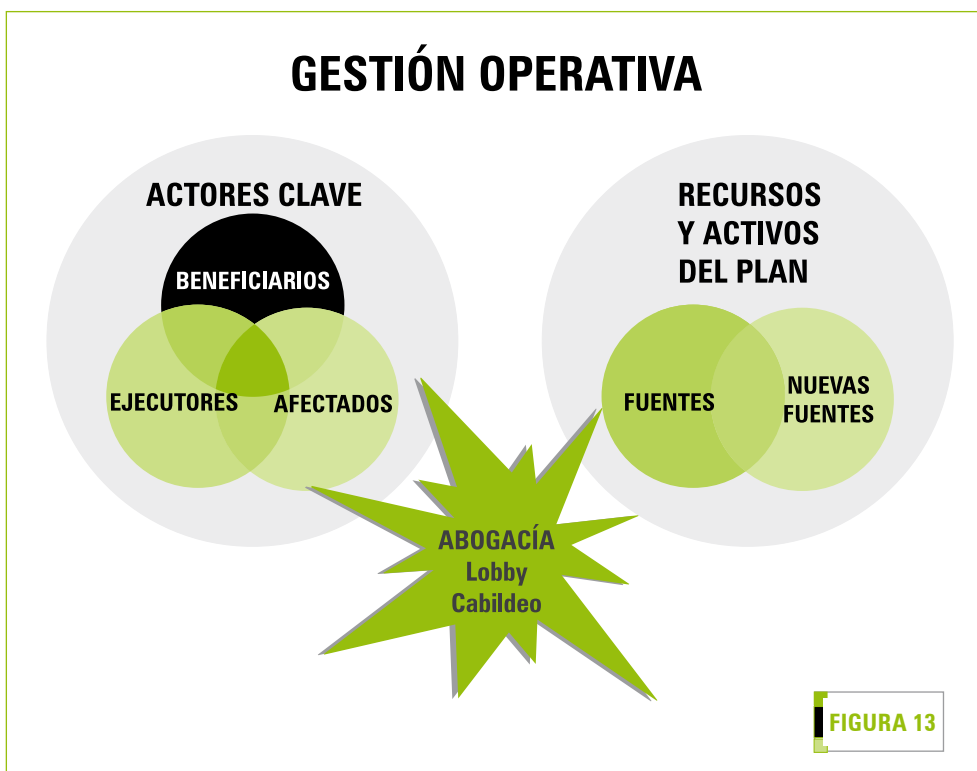 GESTIÓN OPERATIVA
ACTORES CLAVE
BENEFICIARIOS
EJECUTORES
AFECTADOS
RECURSOS
Y ACTIVOS
DEL PLAN
FUENTES
NUEVAS
FUENTES
ABOGACÍA
Lobby
Cabildeo
FIGURA 13